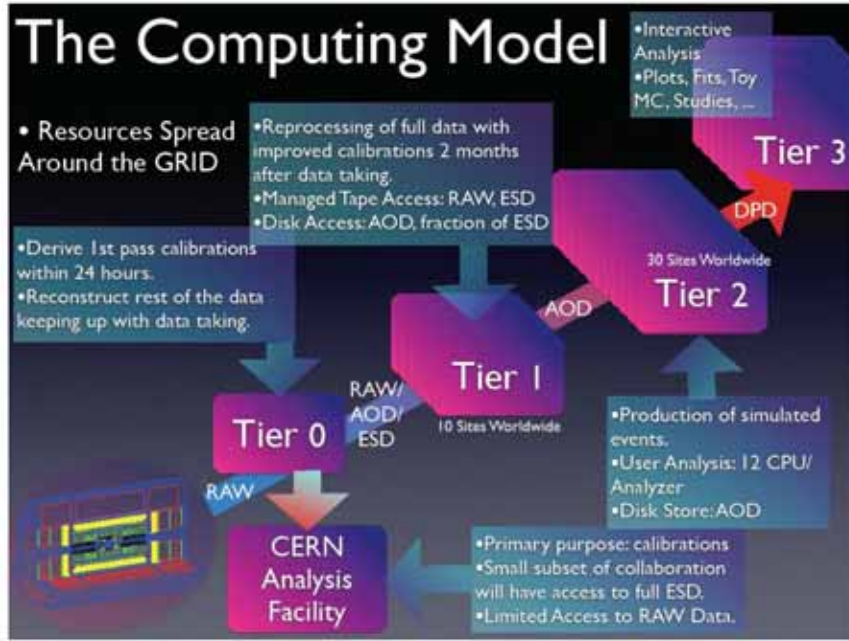 The Computing Model
• Resources Spread
Around the GRID
•Derive 1st pass calibrations
within 24 hours.
•Reconstruct rest of the data
keeping up with data taking.
•Reprocessing of full data with
improved calibrations 2 months
after data taking.
•Managed Tape Access: RAW, ESD
•Disk Access: AOD, fraction of ESD
•Interactive
Analysis
•Plots, Fits, Toy
MC, Studies, ...
Tier 3
DPD
30 Sites Worldwide
Tier 2
AOD
Tier 1
10 Sites Worldwide
RAW/
AOD/
ESD
Tier 0
RAW
CERN
Analysis
Facility
•Production of simulated
events.
•User Analysis: 12 CPU/
Analyzer
•Disk Store: AOD
•Primary purpose: calibrations
•Small subset of collaboration
will have access to full ESD.
•Limited Access to RAW Data.